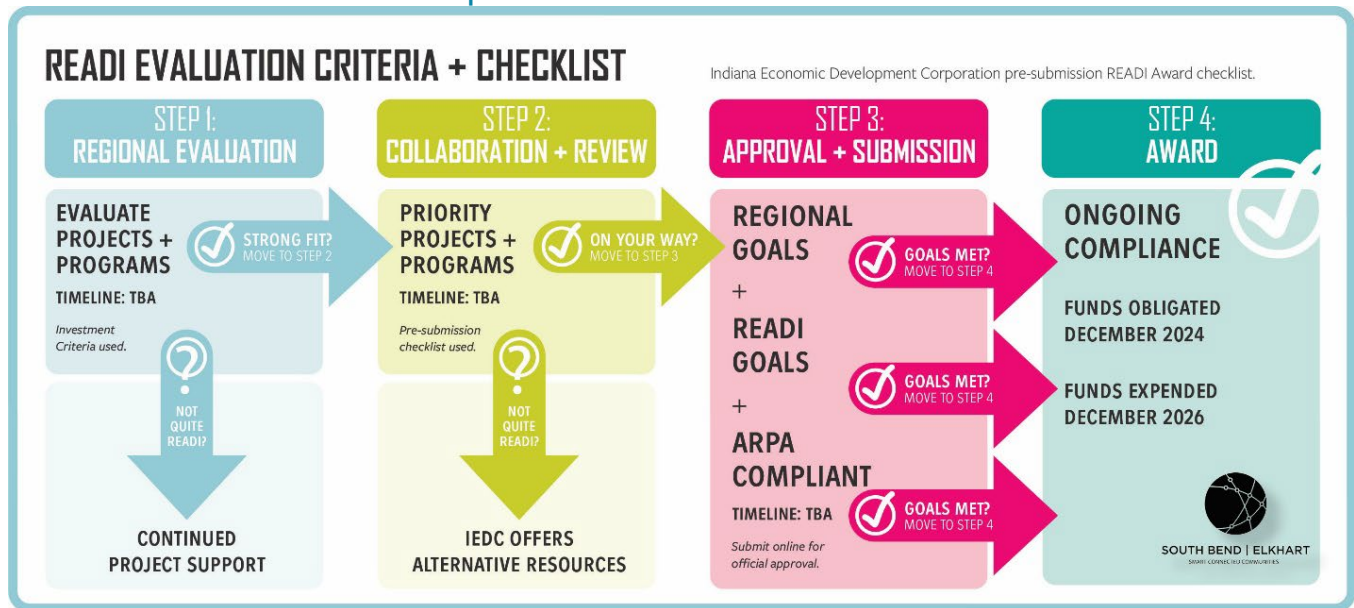 READI EVALUATION CRITERIA + CHECKLIST
Indiana Economic Development Corporation pre-submission READI Award checklist.
STEP 1:
REGIONAL EVALUATION
EVALUATE
PROJECTS +
PROGRAMS
TIMELINE: TBA
Investment
Criteria used.
STRONG FIT?
MOVE TO STEP 2
?
NOT
QUITE
READI?
CONTINUED
PROJECT SUPPORT
STEP 2:
COLLABORATION + REVIEW
PRIORITY
PROJECTS +
PROGRAMS
TIMELINE: TBA
Pre-submission
checklist used.
ON YOUR WAY?
MOVE TO STEP 3
?
NOT
QUITE
READI?
IEDC OFFERS
ALTERNATIVE RESOURCES
STEP 3:
APPROVAL + SUBMISSION
REGIONAL
GOALS
+
READI
GOALS
+
ARPA
COMPLIANT
TIMELINE: TBA
Submit online for
official approval.
GOALS MET?
MOVE TO STEP 4
GOALS MET?
MOVE TO STEP 4
GOALS MET?
MOVE TO STEP 4
STEP 4:
AWARD
ONGOING
COMPLIANCE
FUNDS OBLIGATED
DECEMBER 2024
FUNDS EXPENDED
DECEMBER 2026
SOUTH BEND | ELKHART
SMART CONNECTED COMMUNITIES